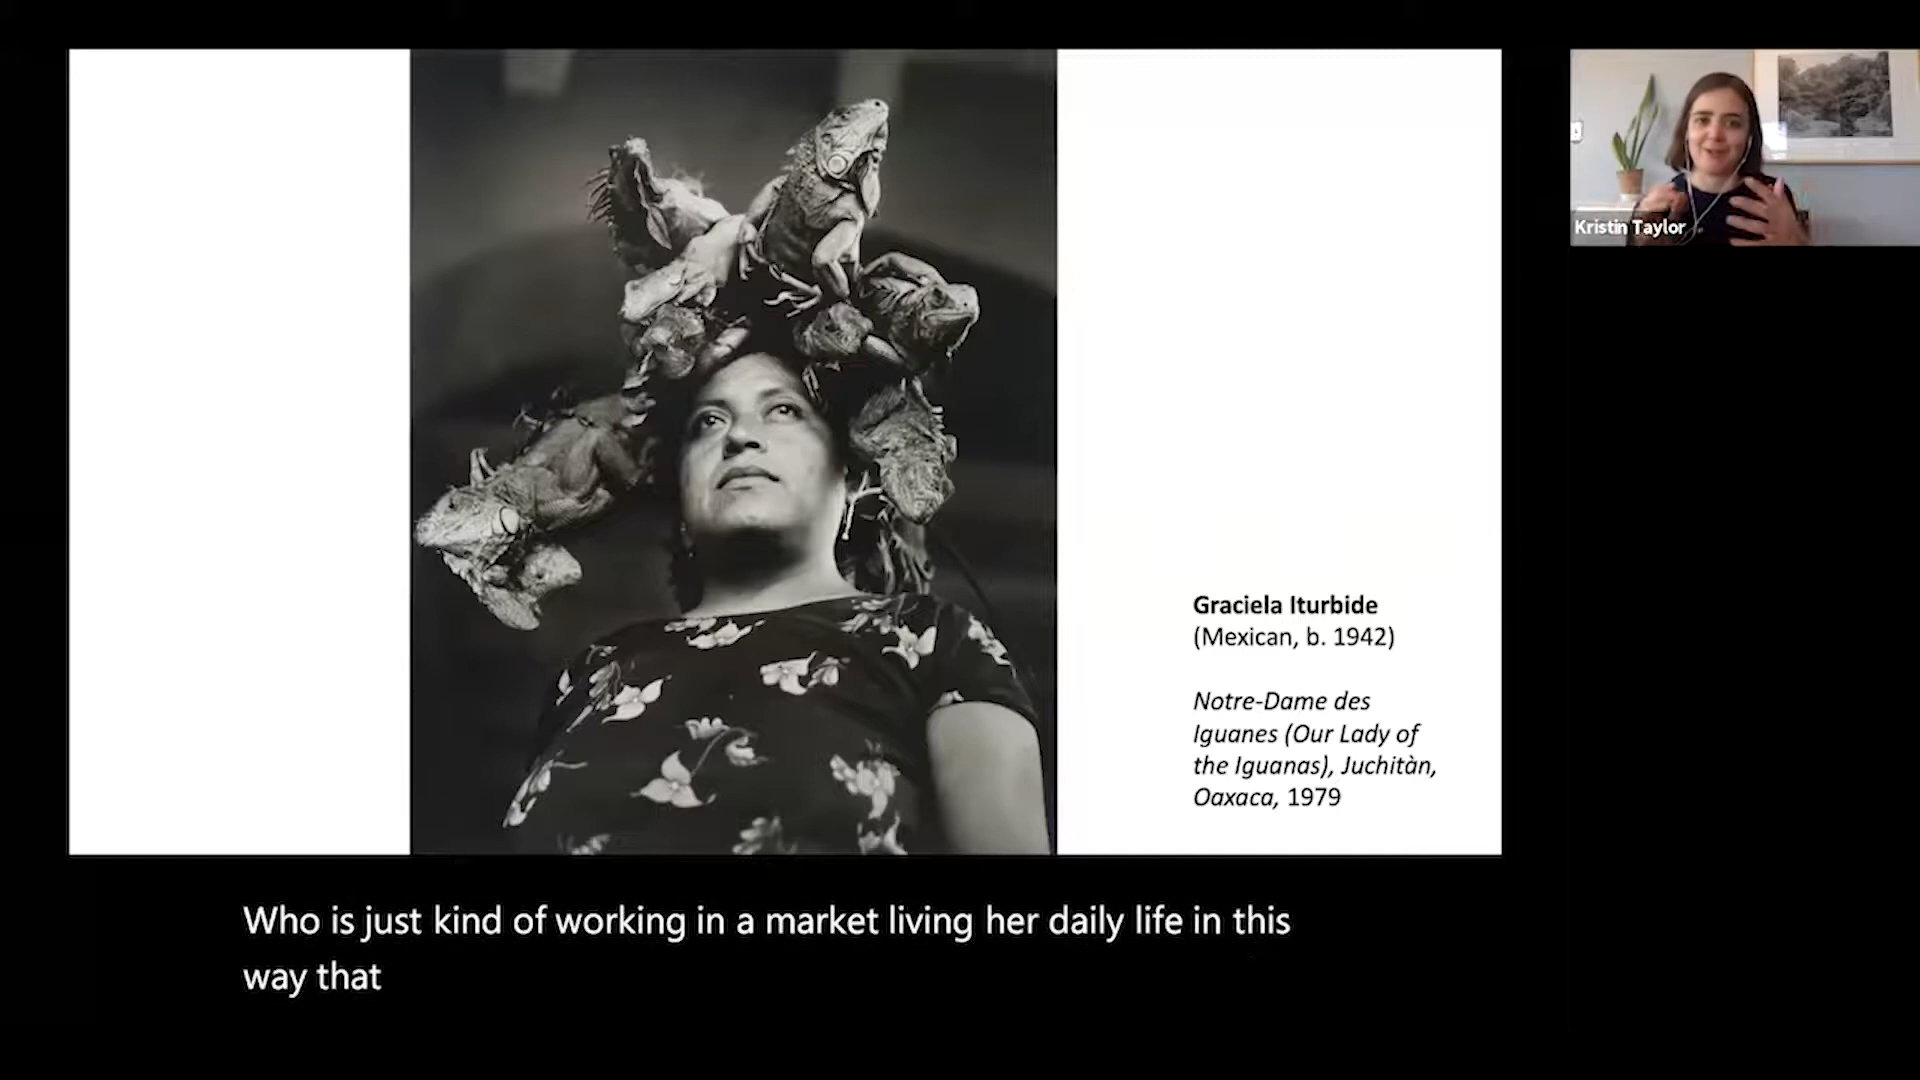 Kristin Taylor
Graciela Iturbide
(Mexican, b. 1942)
Notre-Dame des
Iguanes (Our Lady of
the Iguanas), Juchitàn,
Oaxaca, 1979
Who is just kind of working in a market living her daily life in this
way that